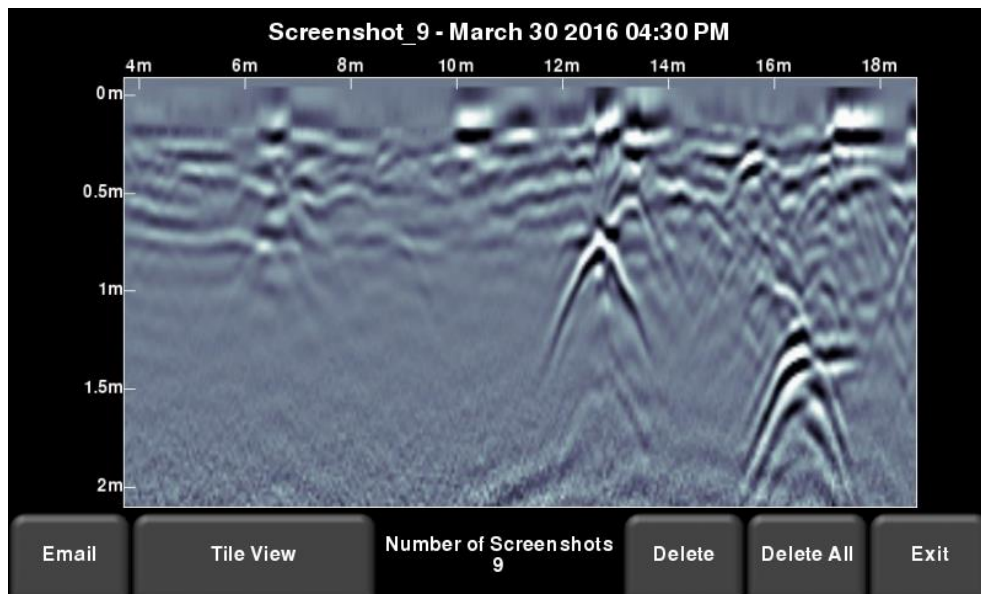 Screenshot_9 - March 30 2016 04:30 PM
4m 6m 8m 10m 12m 14m 16m 18m
0m
0.5m
1m
1.5m
2m
Email Tile View Number of Screenshots Delete Delete All Exit
9